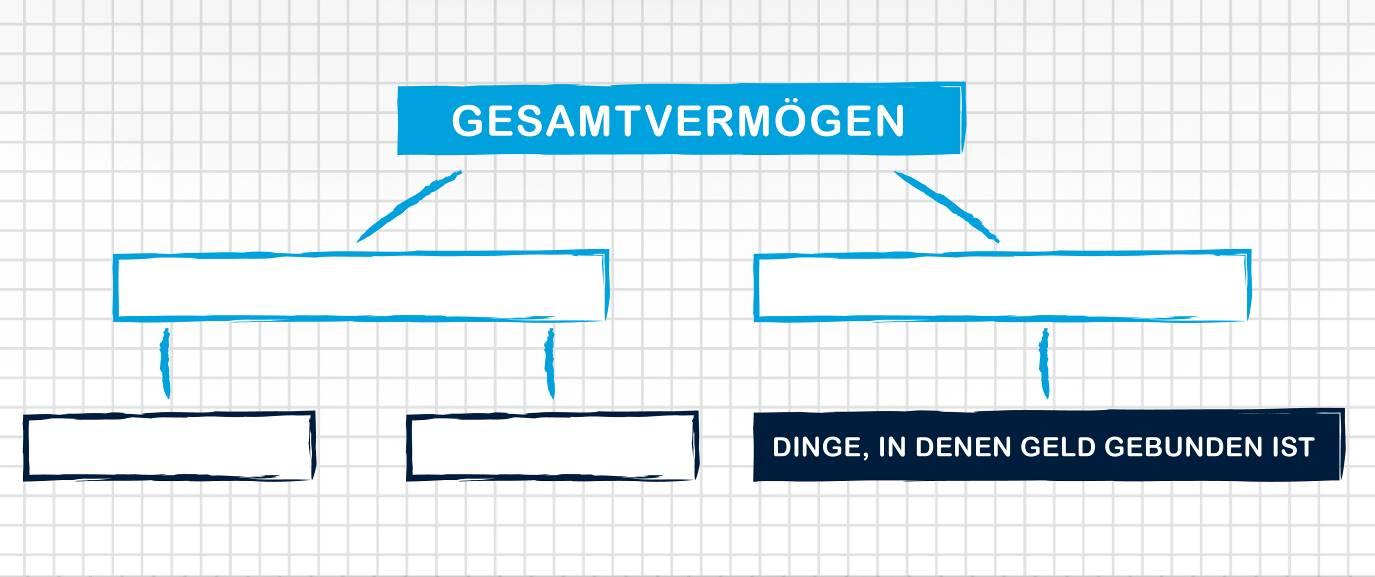 GESAMTVERMÖGEN
DINGE, IN DENEN GELD GEBUNDEN IST